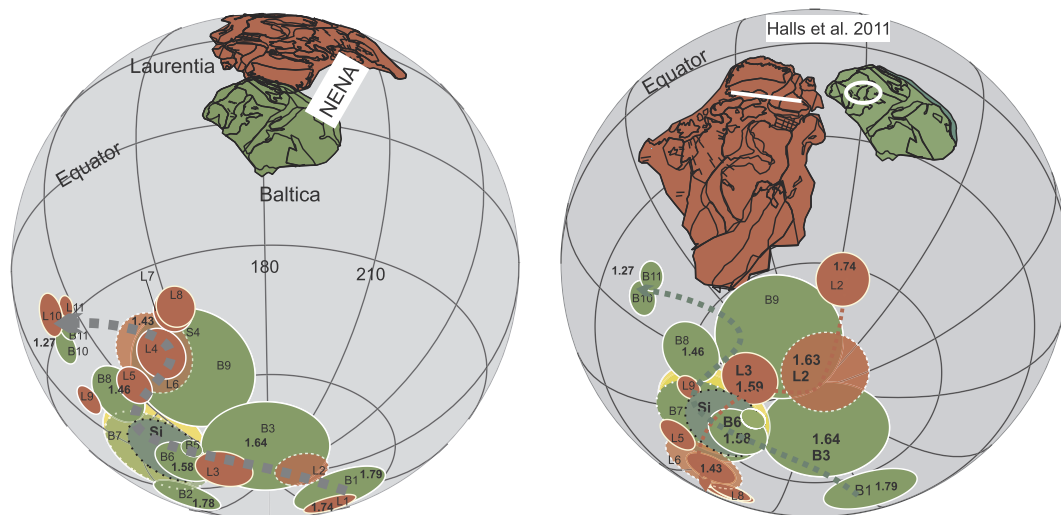 Laurentia
NENA
Equator
Baltica
180
210
L7
L8
L10
L11
1.43
S4
1.27
B11
B10
L4
B9
L6
B8
L5
1.46
L9
B7
Si
B3
1.64
B5
B6
1.58
L3
L2
B1
1.79
B2
1.78
1.74
L1
Halls et al. 2011
Equator
1.74
L2
1.27
B11
B10
B9
B8
1.46
1.63
L2
L3
1.59
L9
B7
Si
B6
1.58
1.64
B3
L5
L6
1.43
L8
B1
1.79